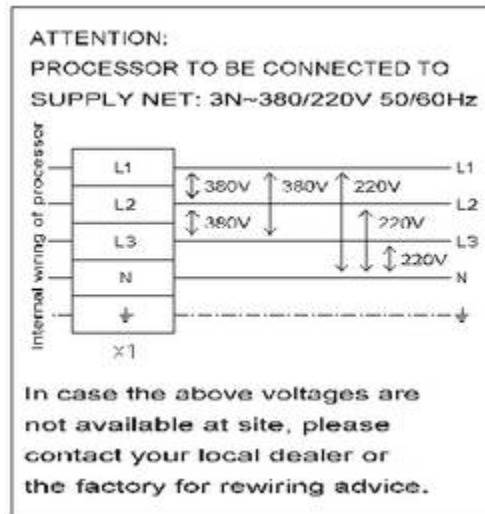 ATTENTION:
PROCESSOR TO BE CONNECTED TO
SUPPLY NET: 3N~380/220V 50/60Hz
Internal wiring of processor
L1 380V 380V 220V L1
L2 380V 220V L2
L3 220V L3
N N
x1
In case the above voltages are
not available at site, please
contact your local dealer or
the factory for rewiring advice.